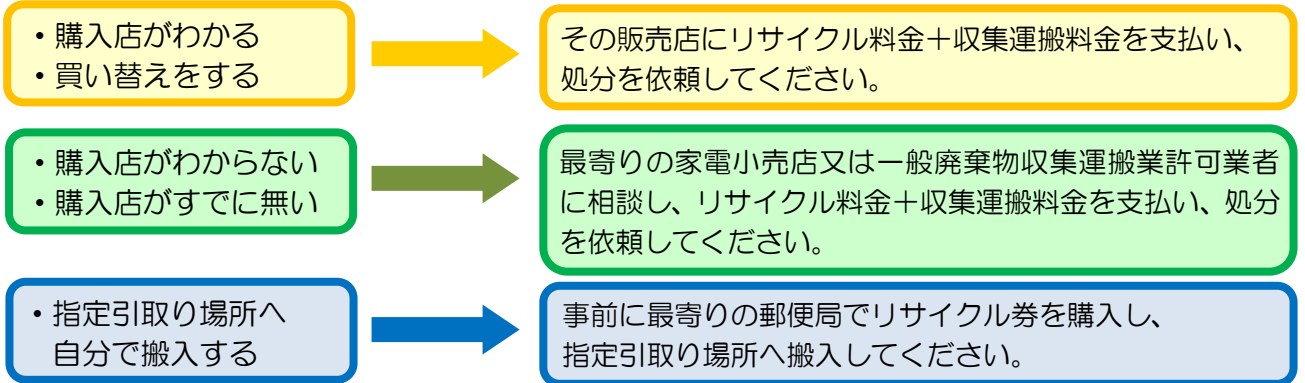 ・購入店がわかる
・買い替えをする
その販売店にリサイクル料金＋収集運搬料金を支払い、
処分を依頼してください。
・購入店がわからない
・購入店がすでに無い
最寄りの家電小売店又は一般廃棄物収集運搬業許可業者
に相談し、リサイクル料金＋収集運搬料金を支払い、処分
を依頼してください。
・指定引取り場所へ
自分で搬入する
事前に最寄りの郵便局でリサイクル券を購入し、
指定引取り場所へ搬入してください。